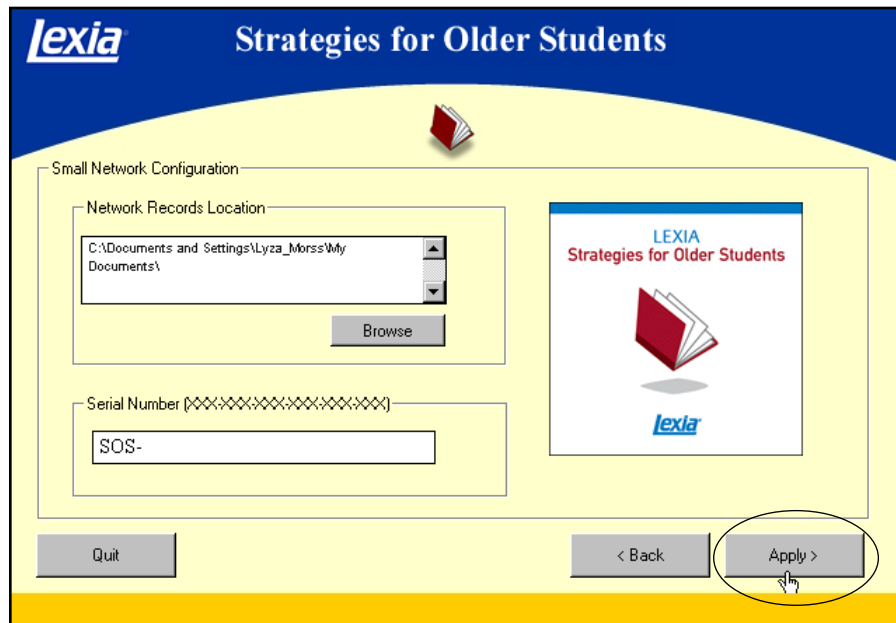 lexia
Strategies for Older Students
Small Network Configuration
Network Records Location
C:\Documents and Settings\Lyza_Morss\My
Documents\
Browse
Serial Number (XXX-XXX-XXX-XXX-XXX-XXX)
SOS-
LEXIA
Strategies for Older Students
lexia
Quit
< Back
Apply >